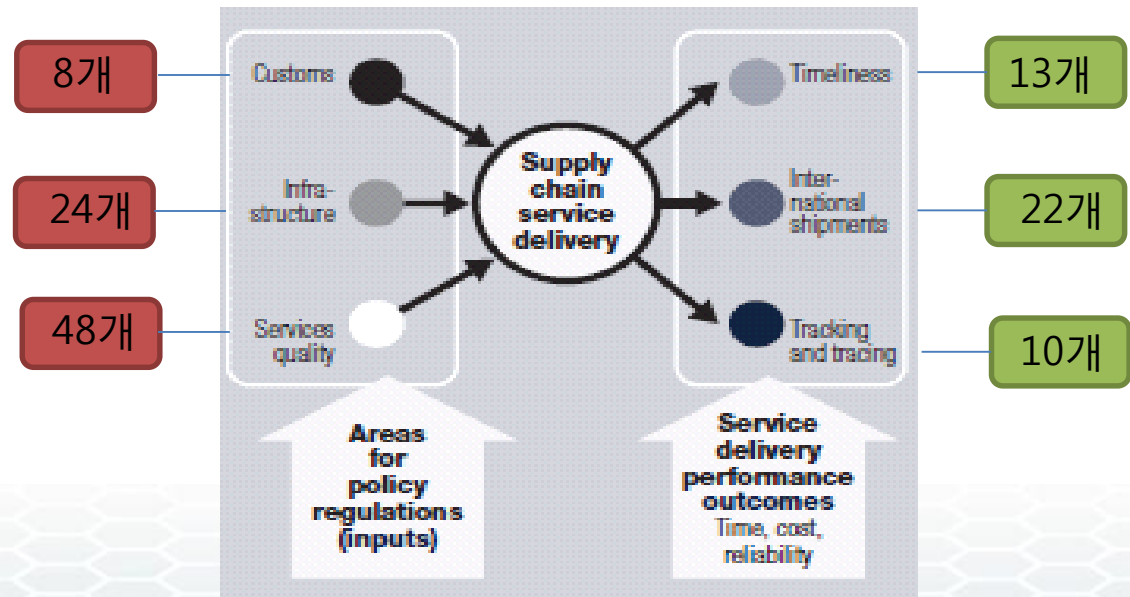 8개
24개
48개
Customs
Infra-
structure
Services
quality
Supply
chain
service
delivery
Timeliness
Inter-
national
shipments
Tracking
and tracing
13개
22개
10개
Areas
for
policy
regulations
(inputs)
Service
delivery
performance
outcomes
Time, cost,
reliability